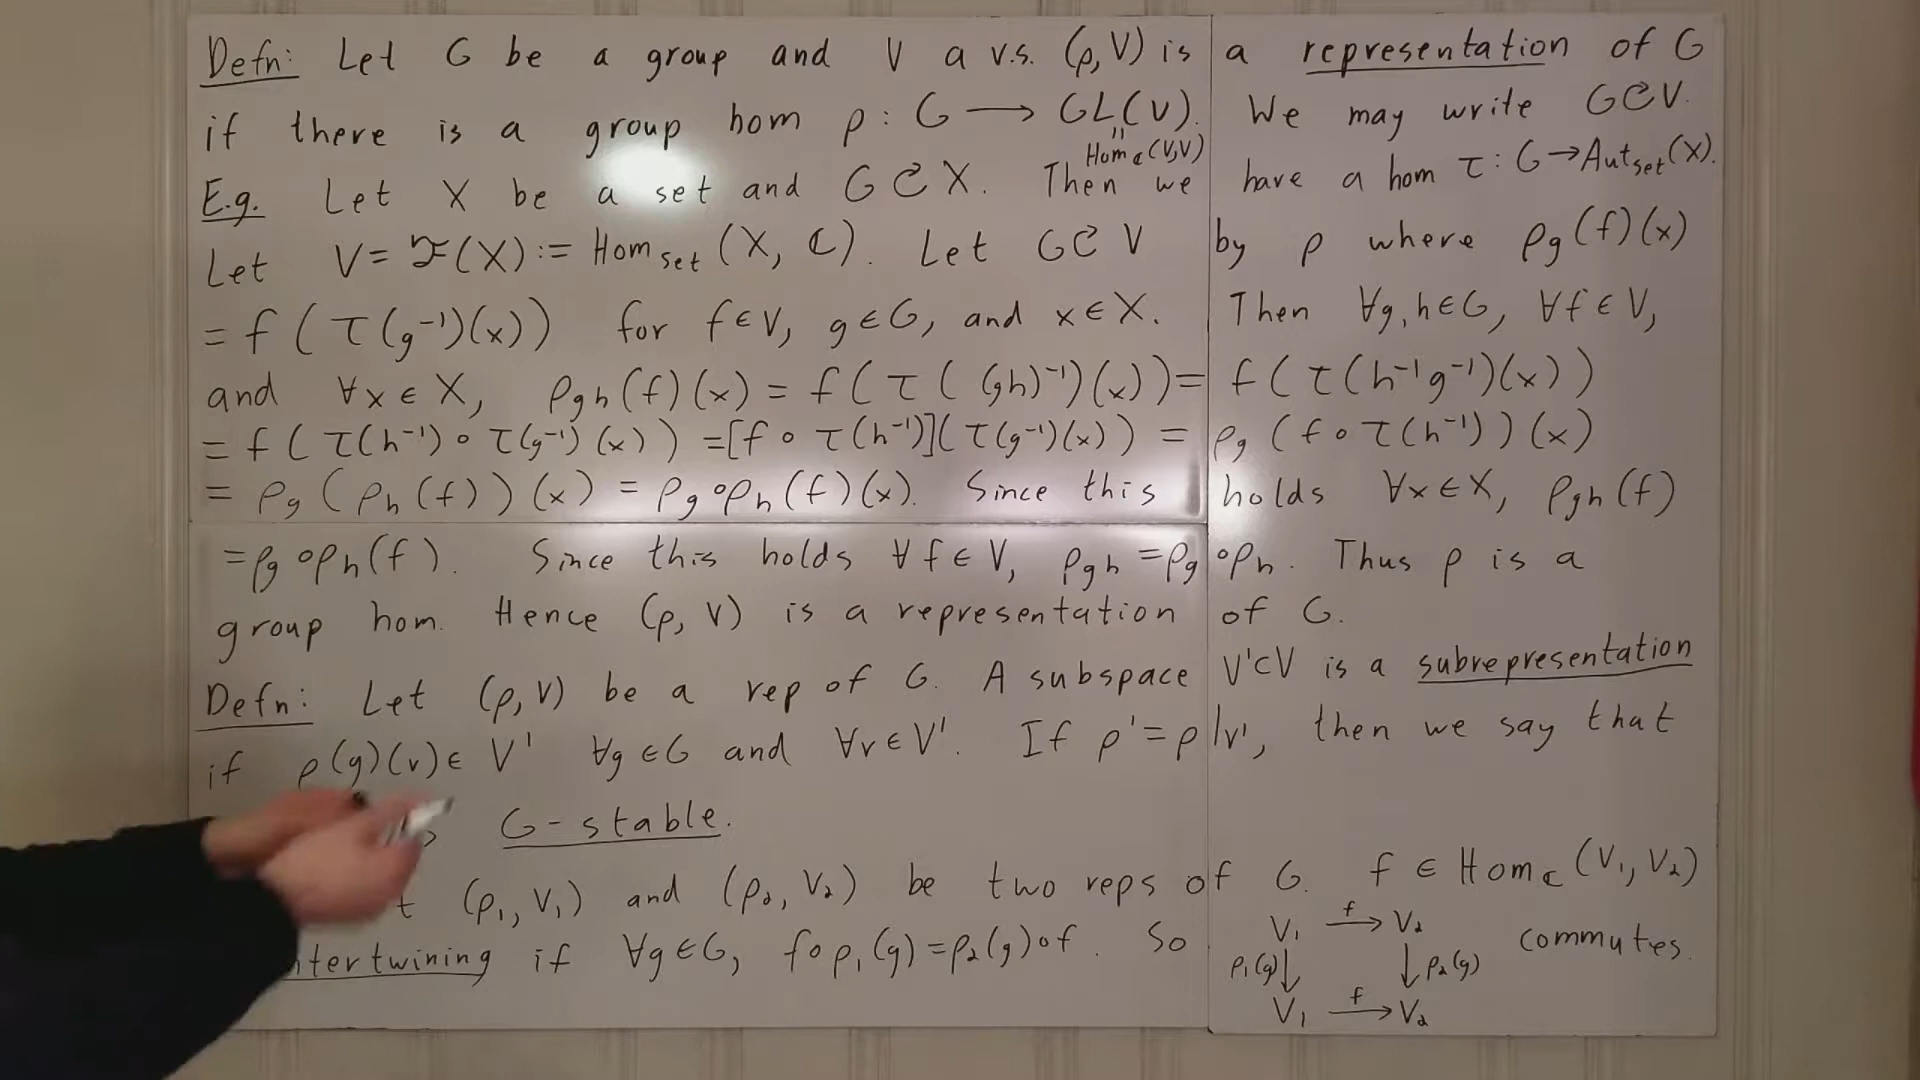 Defn: Let G be a group and V a v.s. (ρ, V) is a representation of G
if there is a group hom ρ : G ⟶ GL(V). We may write G⟳V.
"
Hom_ℂ(V,V)
E.g. Let X be a set and G⟳X. Then we have a hom τ : G→Aut_set(X).
Let V = ℱ(X) := Hom_set (X, ℂ). Let G⟳V by ρ where ρ_g(f)(x)
= f ( τ(g⁻¹)(x)) for f∈V, g∈G, and x∈X. Then ∀g,h∈G, ∀f∈V,
and ∀x∈X, ρ_gh(f)(x) = f ( τ ( (gh)⁻¹)(x)) = f ( τ(h⁻¹g⁻¹)(x))
= f ( τ(h⁻¹) ∘ τ(g⁻¹) (x)) = [f ∘ τ(h⁻¹)](τ(g⁻¹)(x)) = ρ_g (f∘τ(h⁻¹))(x)
= ρ_g (ρ_h (f)) (x) = ρ_g∘ρ_h (f)(x). Since this holds ∀x∈X, ρ_gh (f)
=ρ_g∘ρ_h(f). Since this holds ∀f∈V, ρ_gh = ρ_g∘ρ_h. Thus ρ is a
group hom. Hence (ρ, V) is a representation of G.
Defn: Let (ρ, V) be a rep of G. A subspace V'⊂V is a subrepresentation
if ρ(g)(v)∈ V' ∀g∈G and ∀v∈V'. If ρ'=ρ|v', then we say that
G-stable.
(ρ₁, V₁) and (ρ₂, V₂) be two reps of G. f ∈ Hom_ℂ (V₁, V₂)
ntertwining if ∀g∈G, f∘ρ₁(g)=ρ₂(g)∘f. So V₁ —f→ V₂ commutes.
ρ₁(g)↓ ↓ρ₂(g)
V₁ —f→ V₂